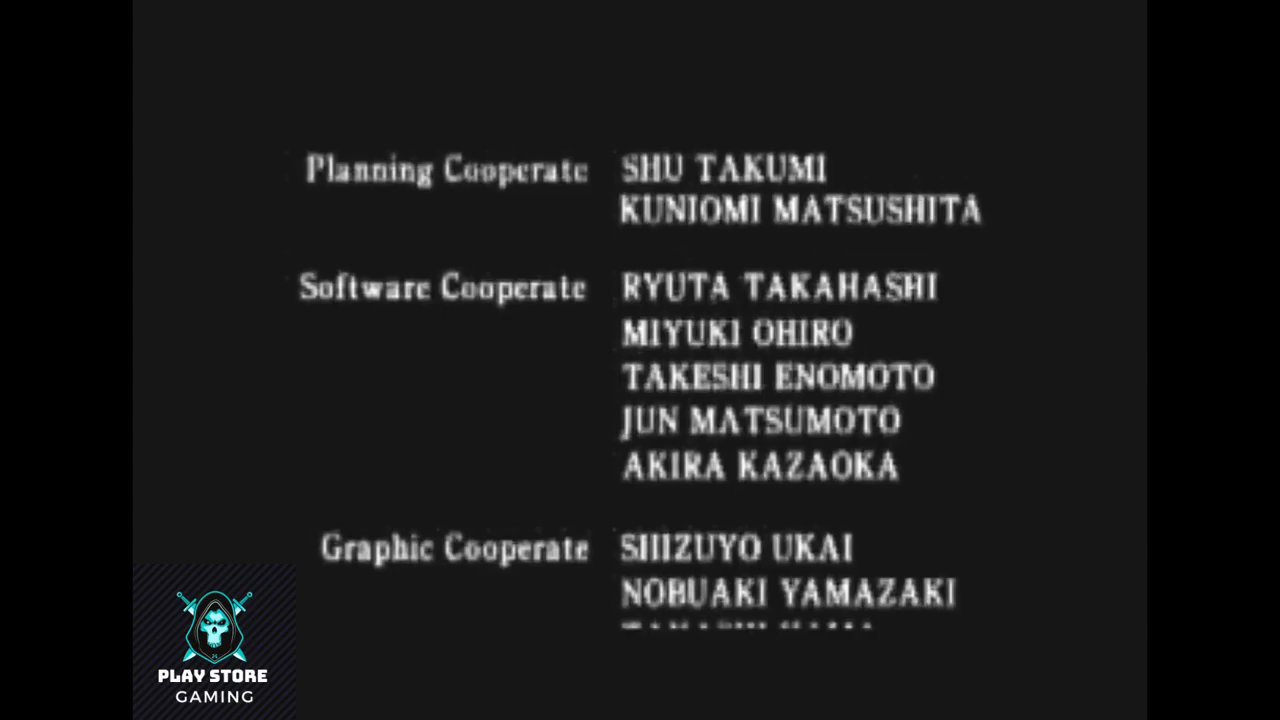 Planning Cooperate SHU TAKUMI
KUNIOMI MATSUSHITA
Software Cooperate RYUTA TAKAHASHI
MIYUKI OHIRO
TAKESHI ENOMOTO
JUN MATSUMOTO
AKIRA KAZAOKA
Graphic Cooperate SHIZUYO UKAI
NOBUAKI YAMAZAKI
PLAY STORE
GAMING